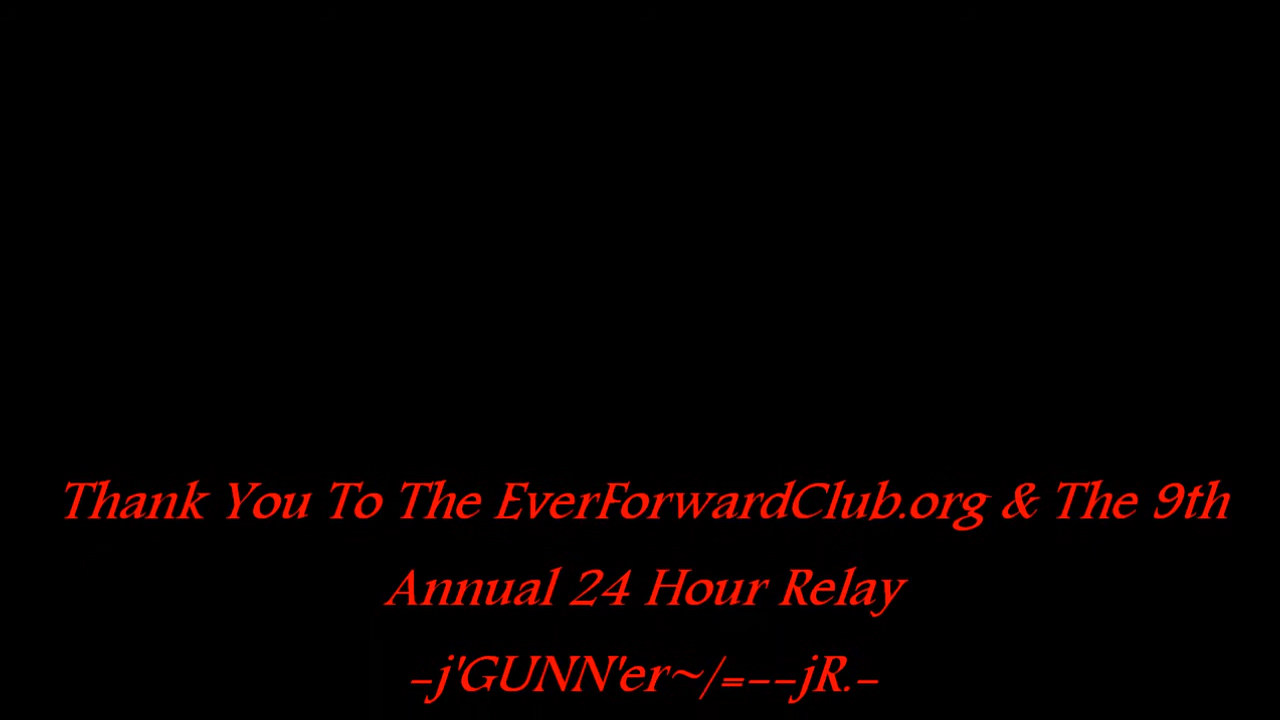 Thank You To The EverForwardClub.org & The 9th
Annual 24 Hour Relay
-j'GUNN'er~/=--jR.-